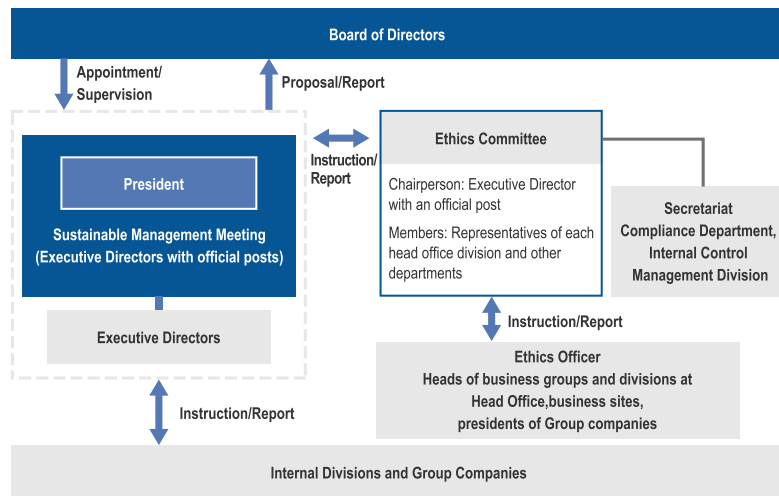 Board of Directors
Appointment/
Supervision
Proposal/Report
President
Sustainable Management Meeting
(Executive Directors with official posts)
Executive Directors
Instruction/
Report
Ethics Committee
Chairperson: Executive Director
with an official post
Members: Representatives of each
head office division and other
departments
Secretariat
Compliance Department,
Internal Control
Management Division
Instruction/Report
Ethics Officer
Heads of business groups and divisions at
Head Office,business sites,
presidents of Group companies
Instruction/Report
Internal Divisions and Group Companies